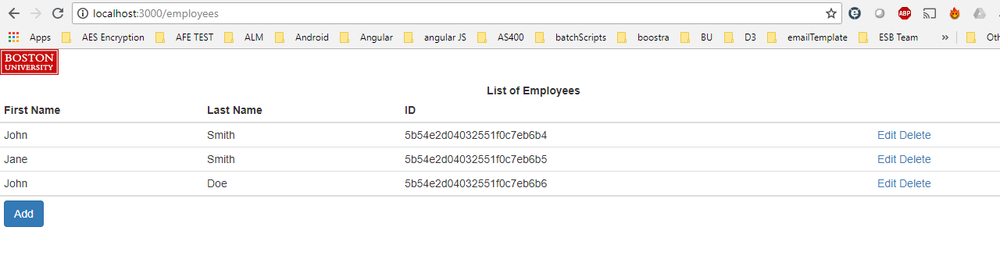 localhost:3000/employees
ABP
Apps AES Encryption AFE TEST ALM Android Angular angular JS AS400 batchScripts boostra BU D3 emailTemplate ESB Team » Oth
BOSTON
UNIVERSITY
List of Employees
First Name Last Name ID
John Smith 5b54e2d04032551f0c7eb6b4 Edit Delete
Jane Smith 5b54e2d04032551f0c7eb6b5 Edit Delete
John Doe 5b54e2d04032551f0c7eb6b6 Edit Delete
Add